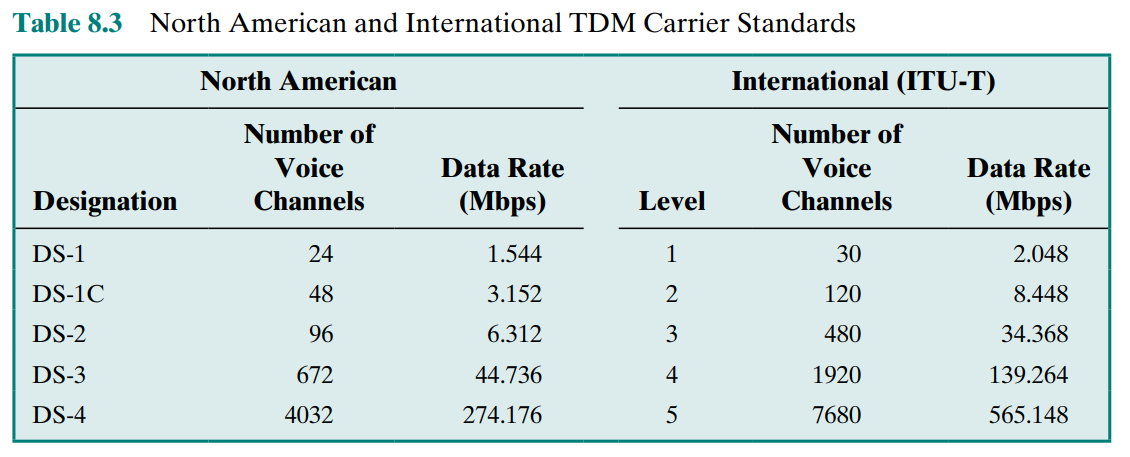 Table 8.3 North American and International TDM Carrier Standards
North American International (ITU-T)
Number of Number of
Voice Data Rate Voice Data Rate
Designation Channels (Mbps) Level Channels (Mbps)
DS-1 24 1.544 1 30 2.048
DS-1C 48 3.152 2 120 8.448
DS-2 96 6.312 3 480 34.368
DS-3 672 44.736 4 1920 139.264
DS-4 4032 274.176 5 7680 565.148